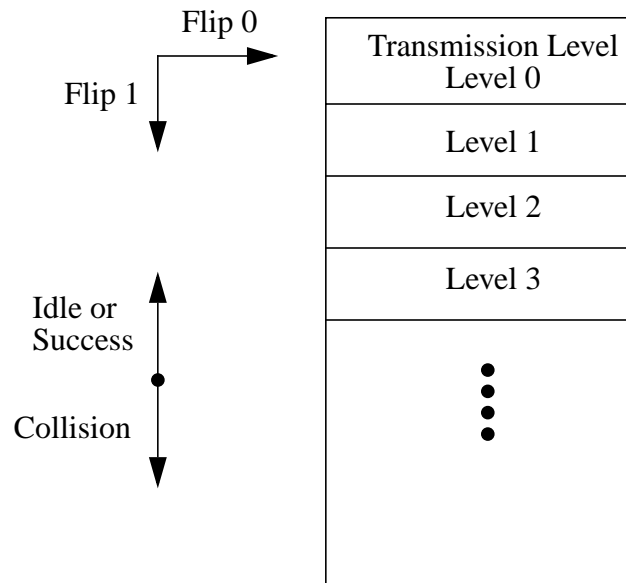 Flip 0
Flip 1
Transmission Level
Level 0
Level 1
Level 2
Level 3
Idle or
Success
Collision